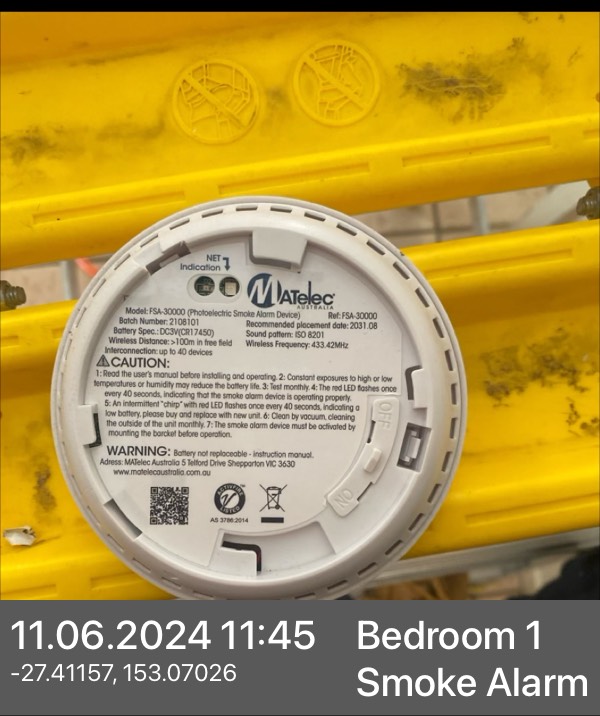 NET
Indication
MATelec
AUSTRALIA
Model: FSA-30000 (Photoelectric Smoke Alarm Device) Ref: FSA-30000
Batch Number: 2108101 Recommended placement date: 2031.08
Battery Spec.: DC3V(CR17450) Sound pattern: ISO 8201
Wireless Distance: >100m in free field Wireless Frequency: 433.42MHz
Interconnection: up to 40 devices
CAUTION:
1: Read the user's manual before installing and operating. 2: Constant exposures to high or low
temperatures or humidity may reduce the battery life. 3: Test monthly. 4: The red LED flashes once
every 40 seconds, indicating that the smoke alarm device is operating properly.
5: An intermittent "chirp" with red LED flashes once every 40 seconds, indicating a
low battery, please buy and replace with new unit. 6: Clean by vacuum, cleaning
the outside of the unit monthly. 7: The smoke alarm device must be activated by
mounting the barcket before operation.
WARNING: Battery not replaceable - instruction manual.
Adress: MATelec Australia 5 Telford Drive Shepparton VIC 3630
www.matelecaustralia.com.au
OFF
ON
AS 3786:2014
11.06.2024 11:45
-27.41157, 153.07026
Bedroom 1
Smoke Alarm